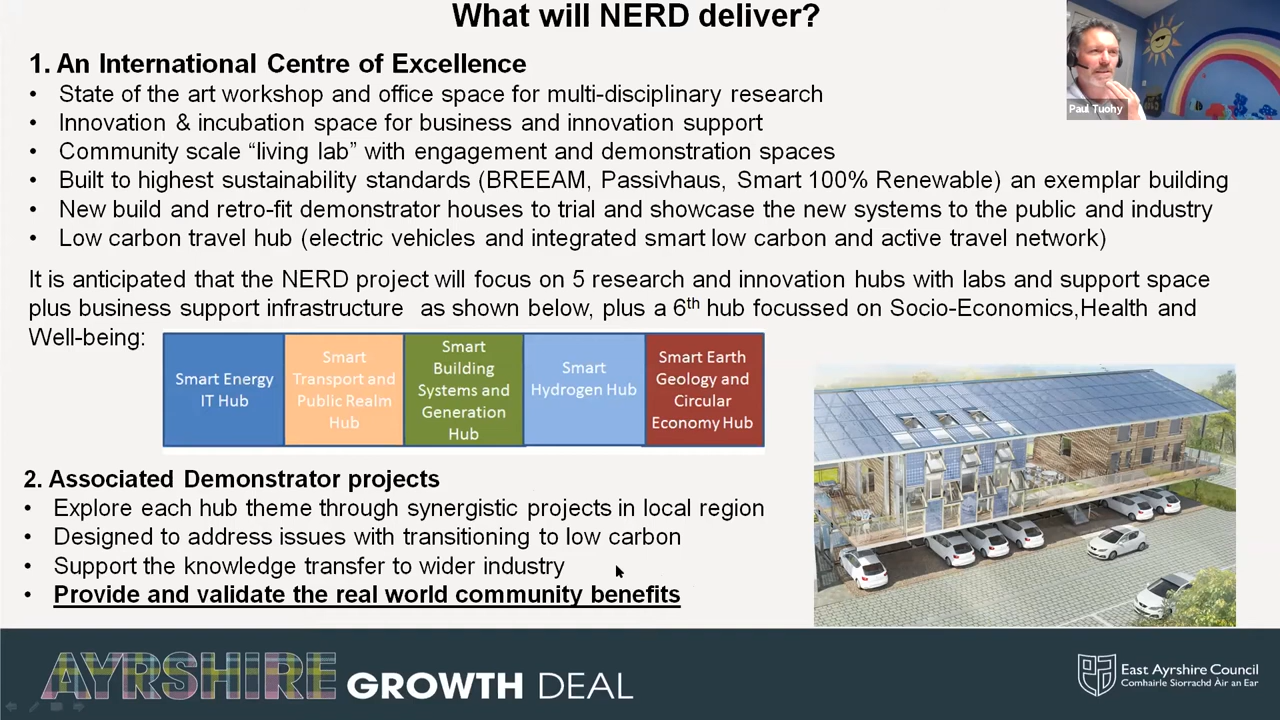 What will NERD deliver?
1. An International Centre of Excellence
• State of the art workshop and office space for multi-disciplinary research
• Innovation & incubation space for business and innovation support
• Community scale “living lab” with engagement and demonstration spaces
• Built to highest sustainability standards (BREEAM, Passivhaus, Smart 100% Renewable) an exemplar building
• New build and retro-fit demonstrator houses to trial and showcase the new systems to the public and industry
• Low carbon travel hub (electric vehicles and integrated smart low carbon and active travel network)
Paul Tuohy
It is anticipated that the NERD project will focus on 5 research and innovation hubs with labs and support space
plus business support infrastructure as shown below, plus a 6th hub focussed on Socio-Economics,Health and
Well-being:
Smart Energy
IT Hub
Smart
Transport and
Public Realm
Hub
Smart
Building
Systems and
Generation
Hub
Smart
Hydrogen Hub
Smart Earth
Geology and
Circular
Economy Hub
2. Associated Demonstrator projects
• Explore each hub theme through synergistic projects in local region
• Designed to address issues with transitioning to low carbon
• Support the knowledge transfer to wider industry
• Provide and validate the real world community benefits
AYRSHIRE GROWTH DEAL
East Ayrshire Council
Comhairle Siorrachd Àir an Ear